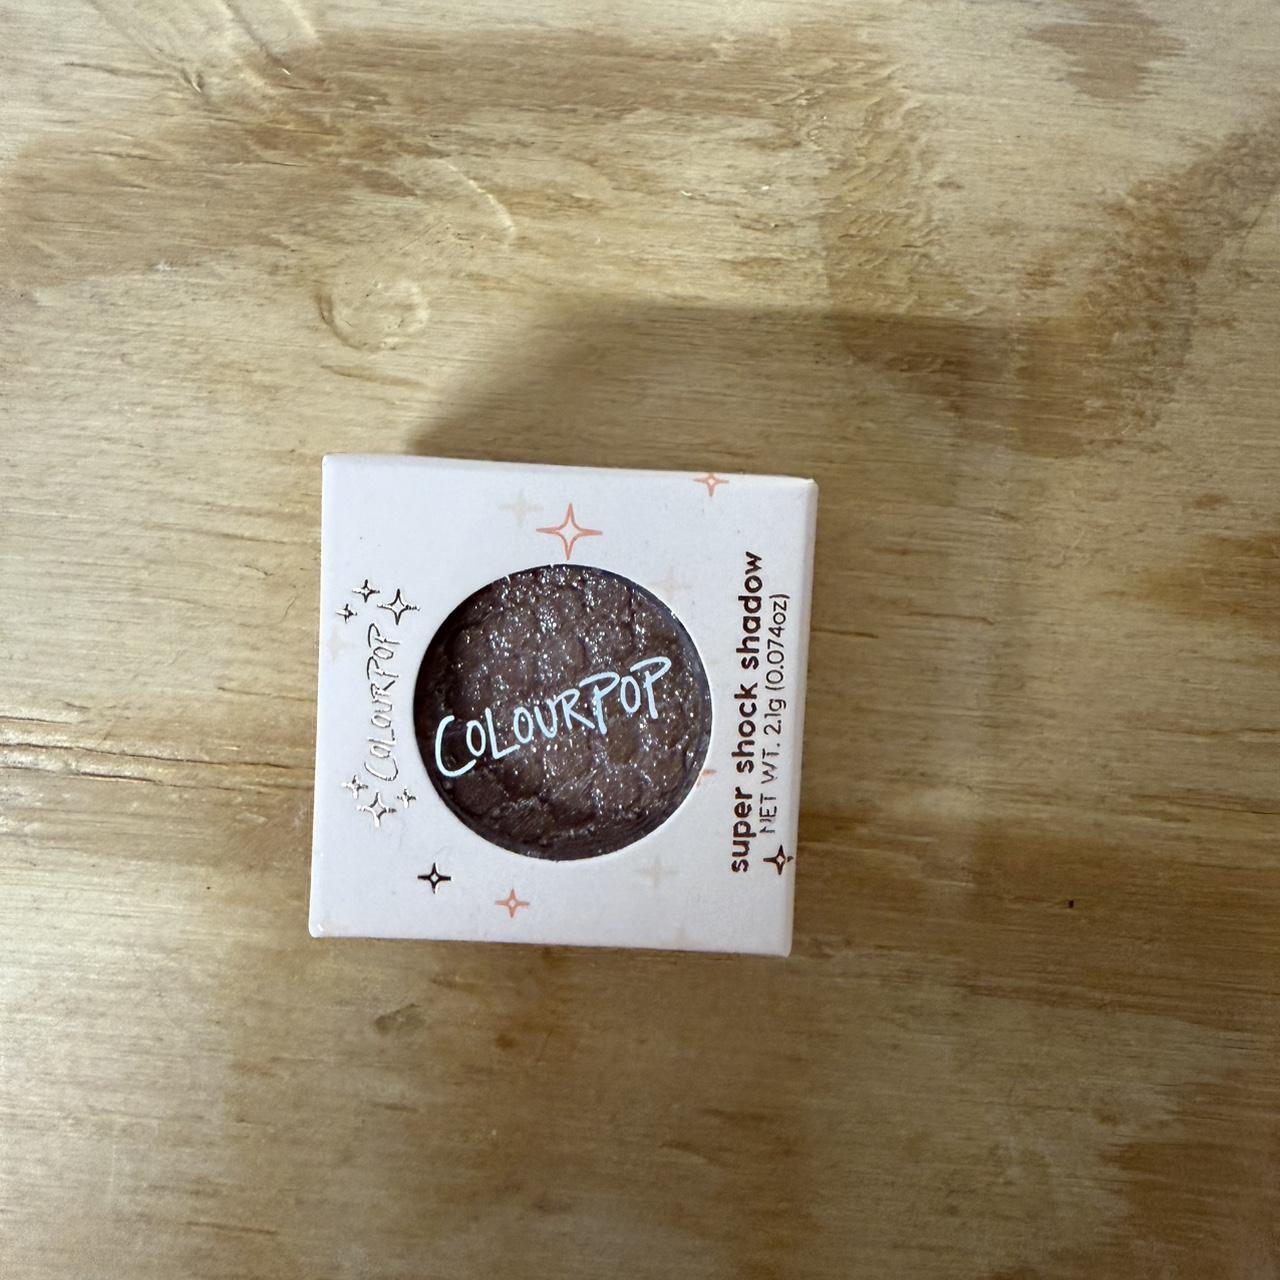 COLOURPOP
COLOURPOP
super shock shadow
NET WT. 2.1g (0.074oz)